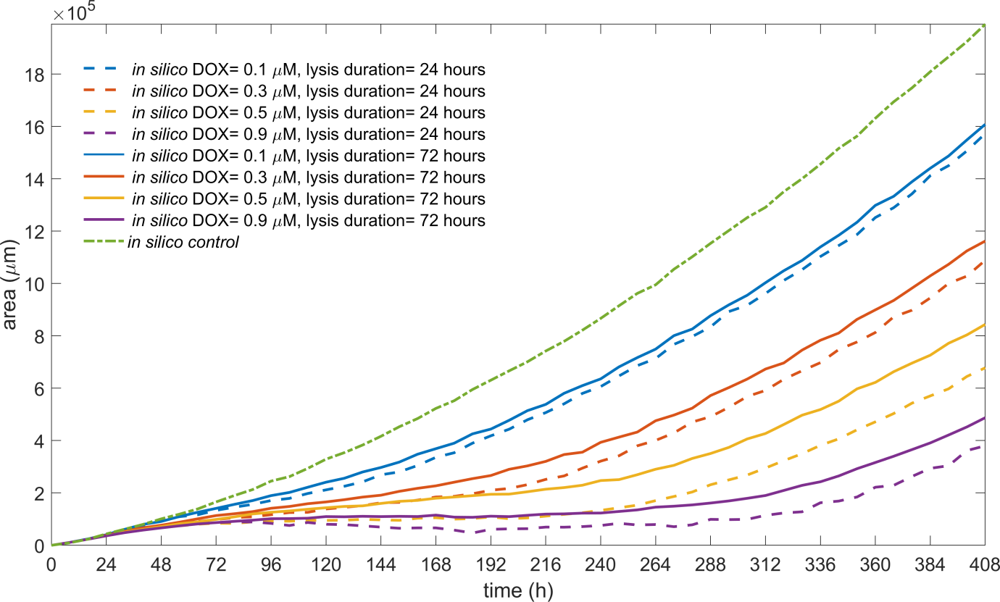 ×10⁵
18
16
14
12
10
8
6
4
2
0
area (μm)
in silico DOX= 0.1 μM, lysis duration= 24 hours
in silico DOX= 0.3 μM, lysis duration= 24 hours
in silico DOX= 0.5 μM, lysis duration= 24 hours
in silico DOX= 0.9 μM, lysis duration= 24 hours
in silico DOX= 0.1 μM, lysis duration= 72 hours
in silico DOX= 0.3 μM, lysis duration= 72 hours
in silico DOX= 0.5 μM, lysis duration= 72 hours
in silico DOX= 0.9 μM, lysis duration= 72 hours
in silico control
0 24 48 72 96 120 144 168 192 216 240 264 288 312 336 360 384 408
time (h)